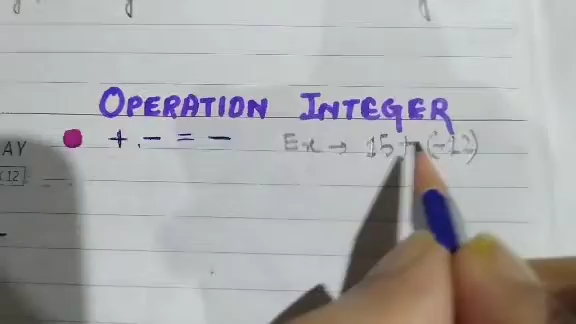 OPERATION INTEGER
AY
+ . - = - Ex → 15 + (-12)